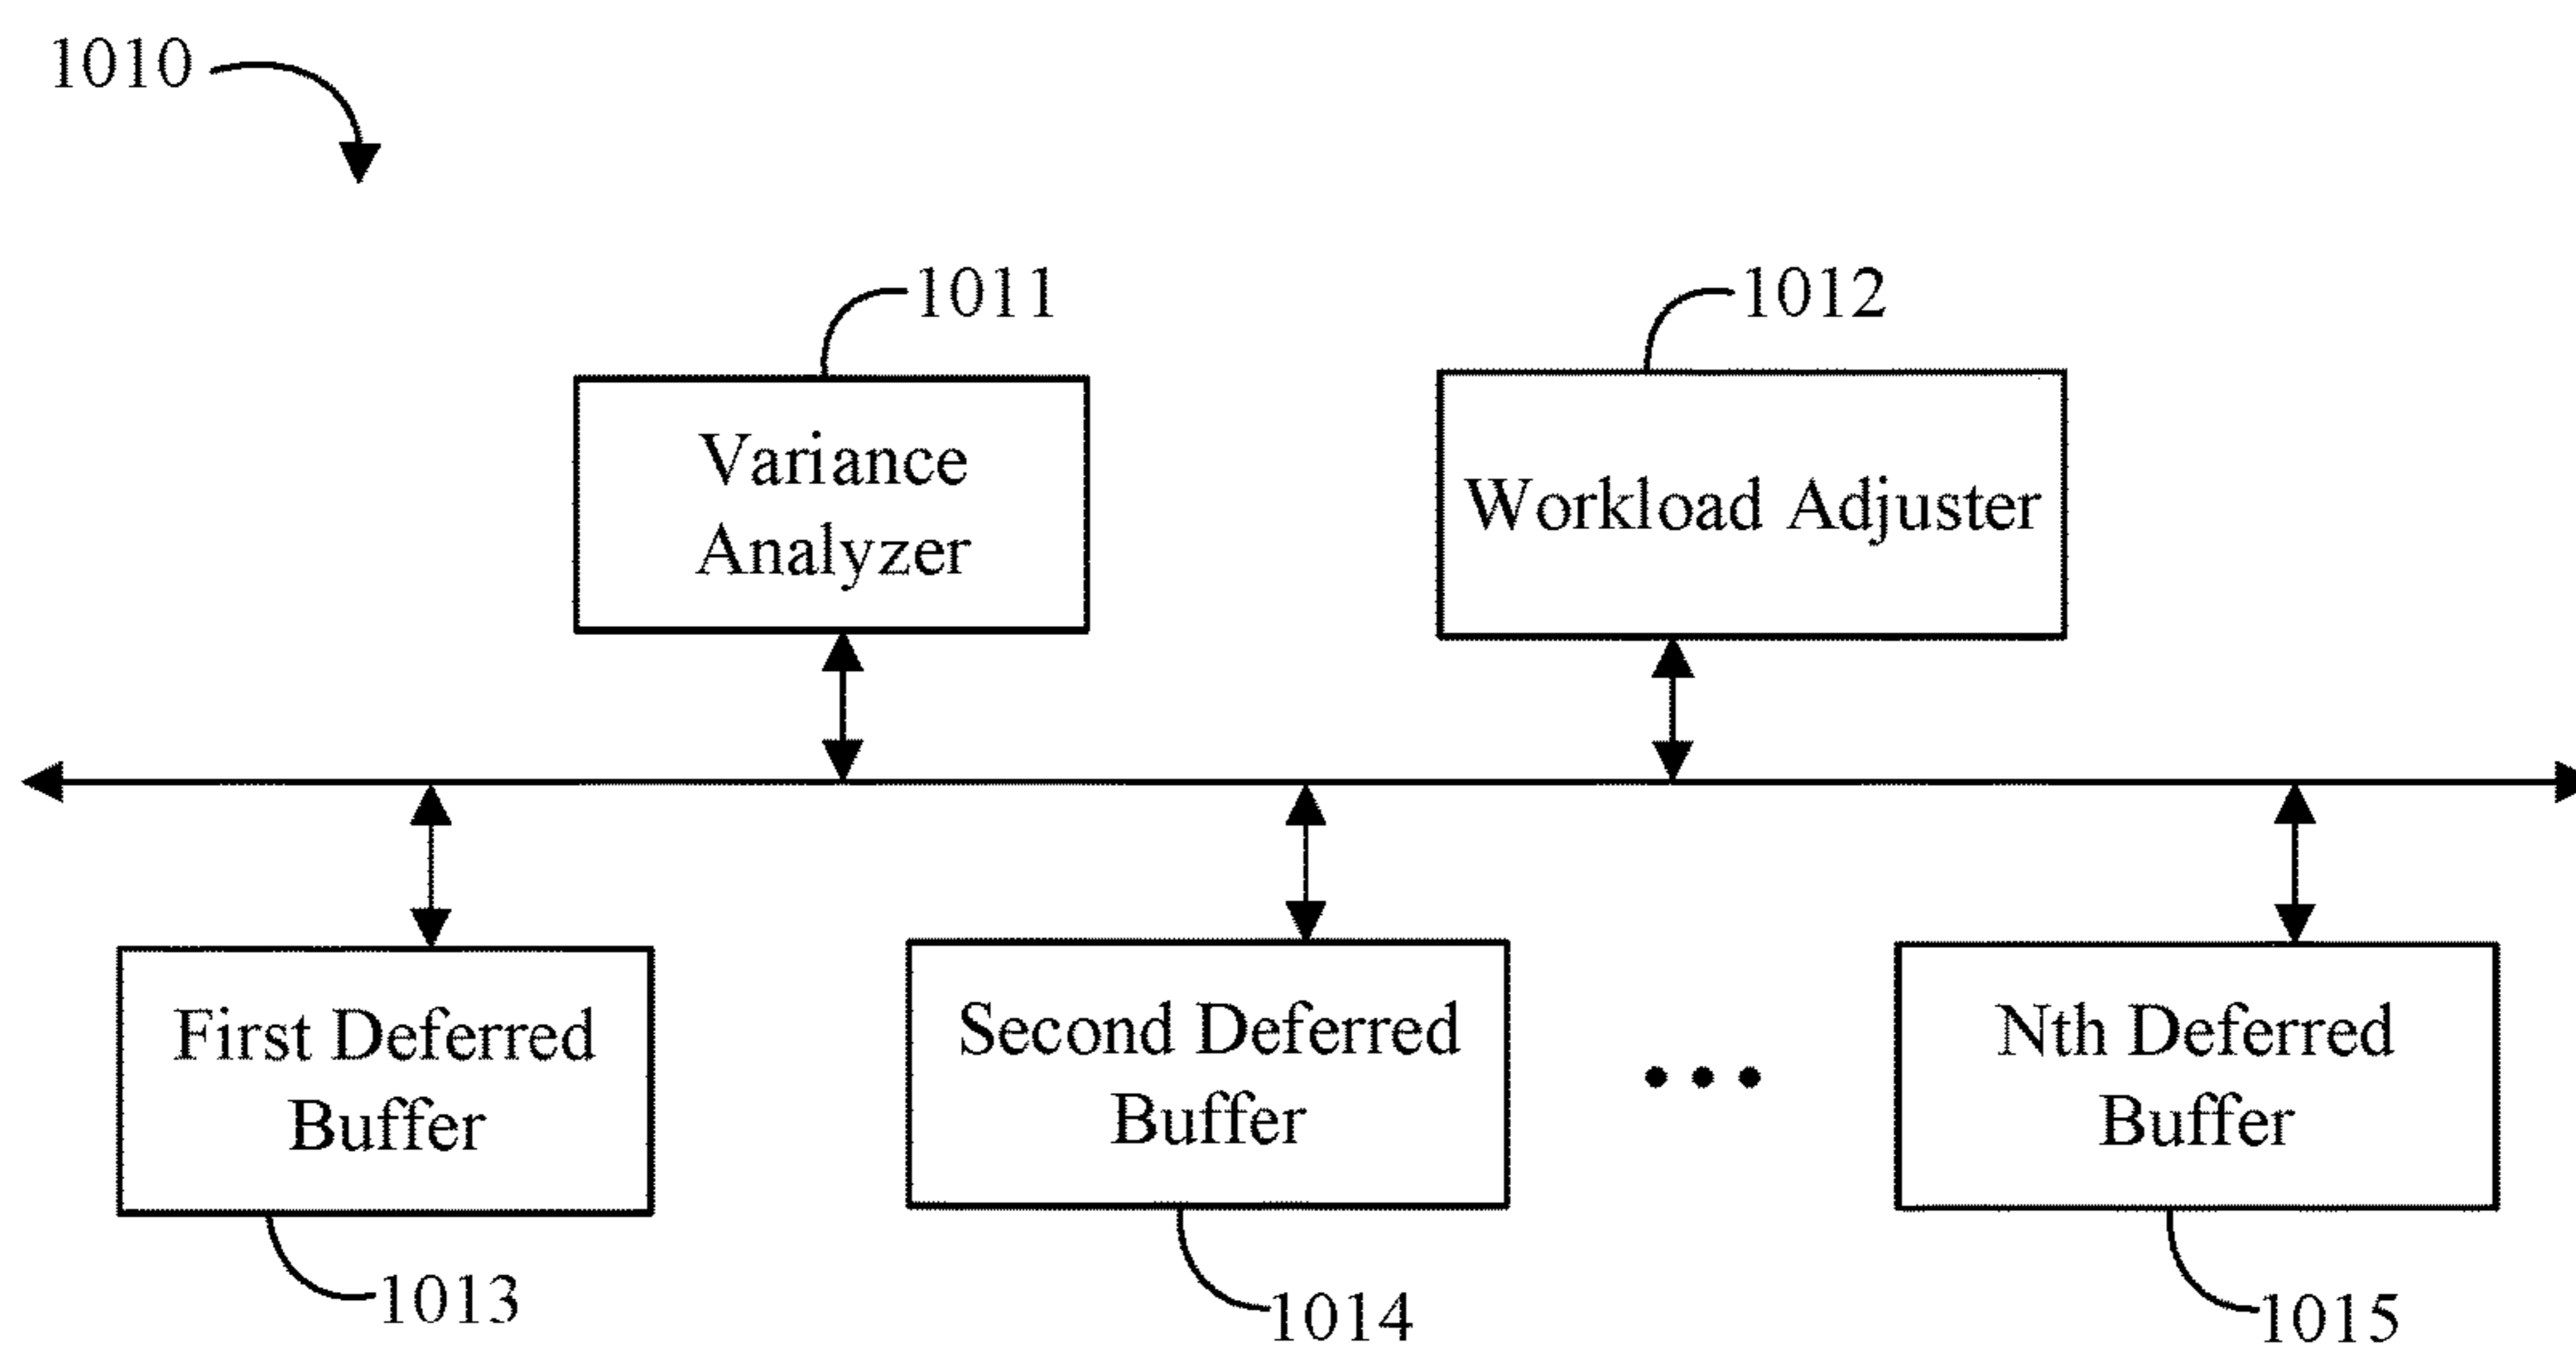 1010
1011
1012
Variance
Analyzer
Workload Adjuster
First Deferred
Buffer
Second Deferred
Buffer
Nth Deferred
Buffer
1013
1014
1015